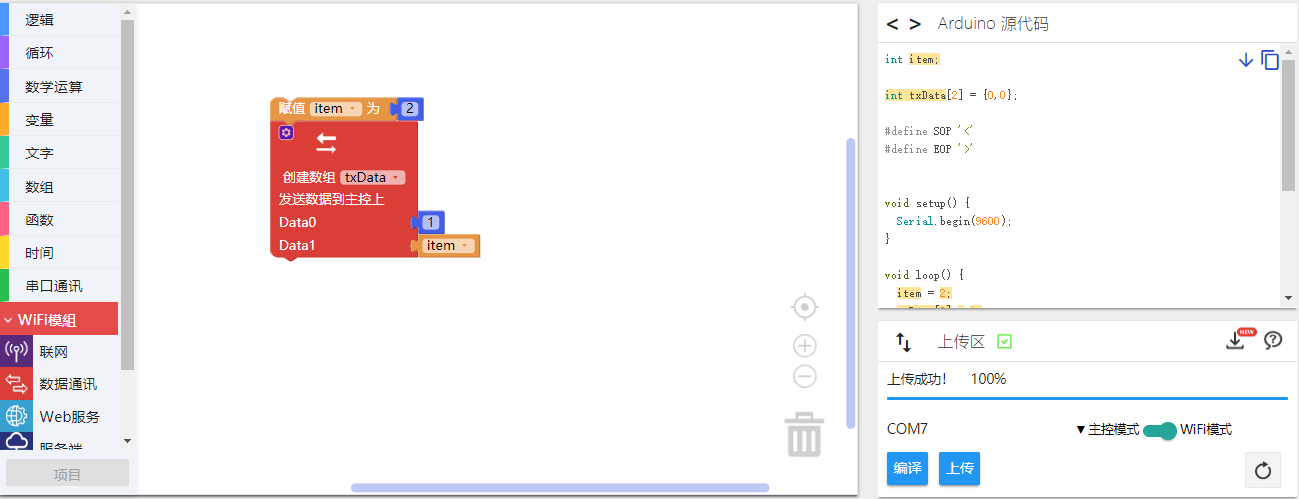 逻辑
循环
数学运算
变量
文字
数组
函数
时间
串口通讯
WiFi模组
联网
数据通讯
Web服务
服务端
项目
赋值 item 为 2
创建数组 txData
发送数据到主控上
Data0 1
Data1 item
< > Arduino 源代码
int item;
int txData[2] = {0,0};
#define SOP '<'
#define EOP '>'
void setup() {
Serial.begin(9600);
}
void loop() {
item = 2;
上传区
NEW
上传成功! 100%
COM7
▼主控模式 WiFi模式
编译 上传